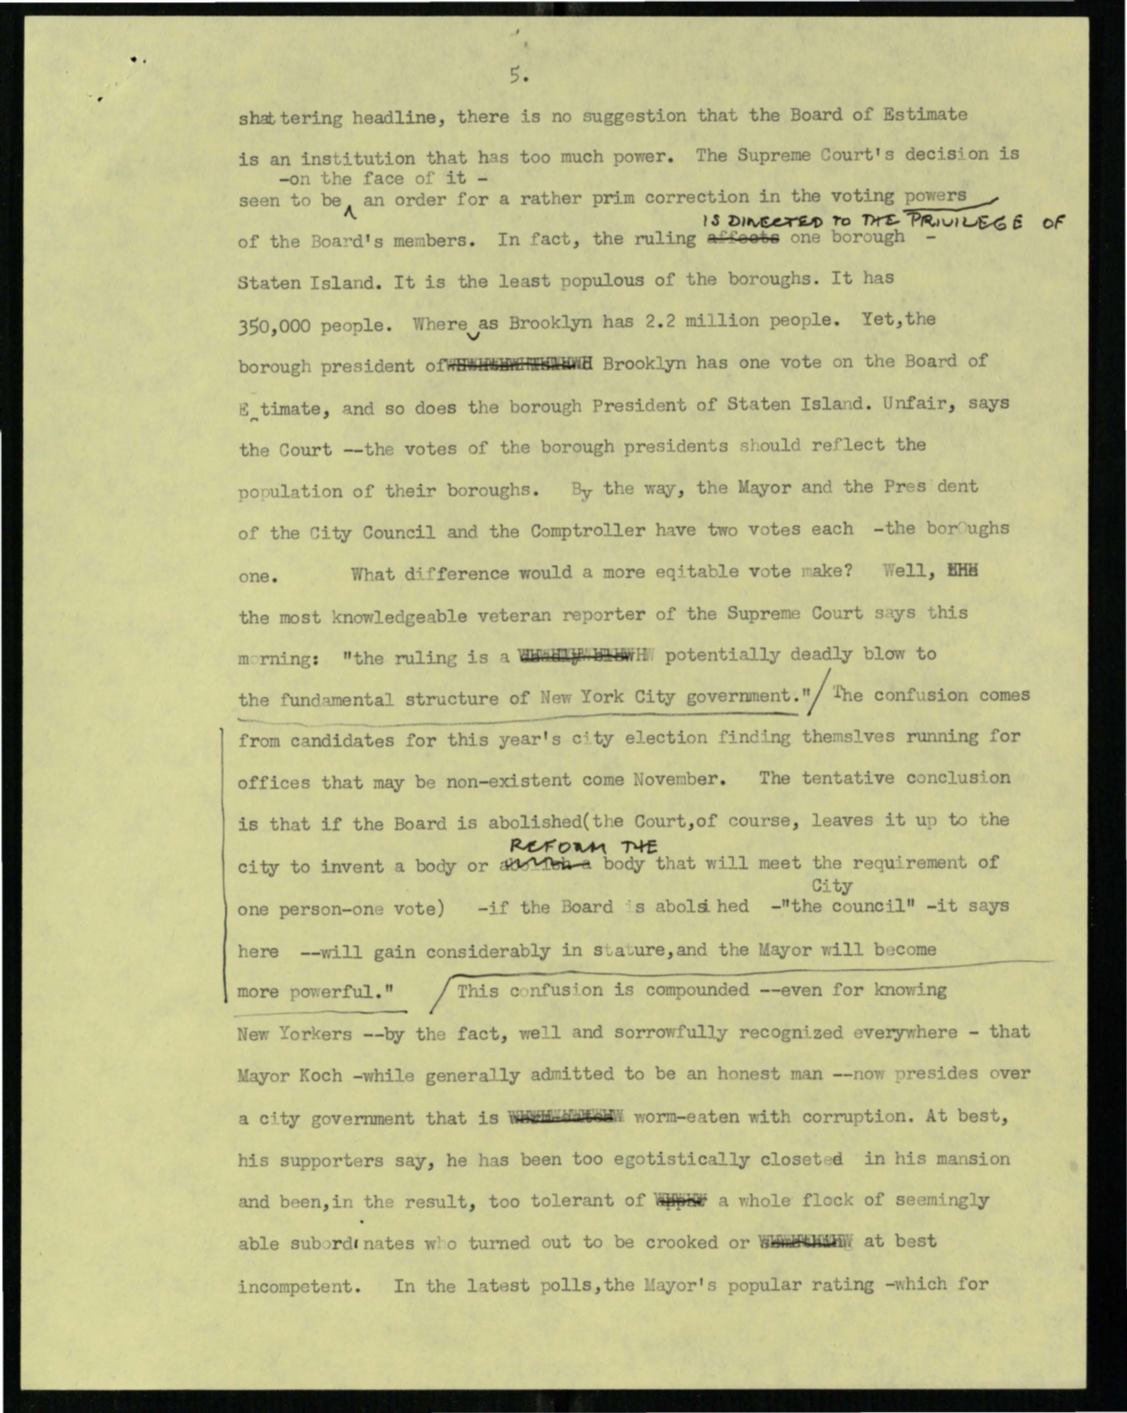 5.
shattering headline, there is no suggestion that the Board of Estimate
is an institution that has too much power. The Supreme Court's decision is
-on the face of it -
seen to be an order for a rather prim correction in the voting powers
IS DIRECTED TO THE PRIVILEGE OF
of the Board's members. In fact, the ruling affects one borough -
Staten Island. It is the least populous of the boroughs. It has
350,000 people. Where as Brooklyn has 2.2 million people. Yet,the
borough president of Brooklyn has one vote on the Board of
E timate, and so does the borough President of Staten Island. Unfair, says
the Court --the votes of the borough presidents should reflect the
population of their boroughs. By the way, the Mayor and the Pres dent
of the City Council and the Comptroller have two votes each -the boroughs
one. What difference would a more eqitable vote make? Well,
the most knowledgeable veteran reporter of the Supreme Court says this
morning: "the ruling is a potentially deadly blow to
the fundamental structure of New York City government."/ The confusion comes
from candidates for this year's city election finding themslves running for
offices that may be non-existent come November. The tentative conclusion
is that if the Board is abolished(the Court,of course, leaves it up to the
REFORM THE
city to invent a body or body that will meet the requirement of
City
one person-one vote) -if the Board is abolsi hed -"the council" -it says
here --will gain considerably in stature,and the Mayor will become
more powerful." /This confusion is compounded --even for knowing
New Yorkers --by the fact, well and sorrowfully recognized everywhere - that
Mayor Koch -while generally admitted to be an honest man --now presides over
a city government that is worm-eaten with corruption. At best,
his supporters say, he has been too egotistically closeted in his mansion
and been,in the result, too tolerant of a whole flock of seemingly
able subordinates who turned out to be crooked or at best
incompetent. In the latest polls,the Mayor's popular rating -which for